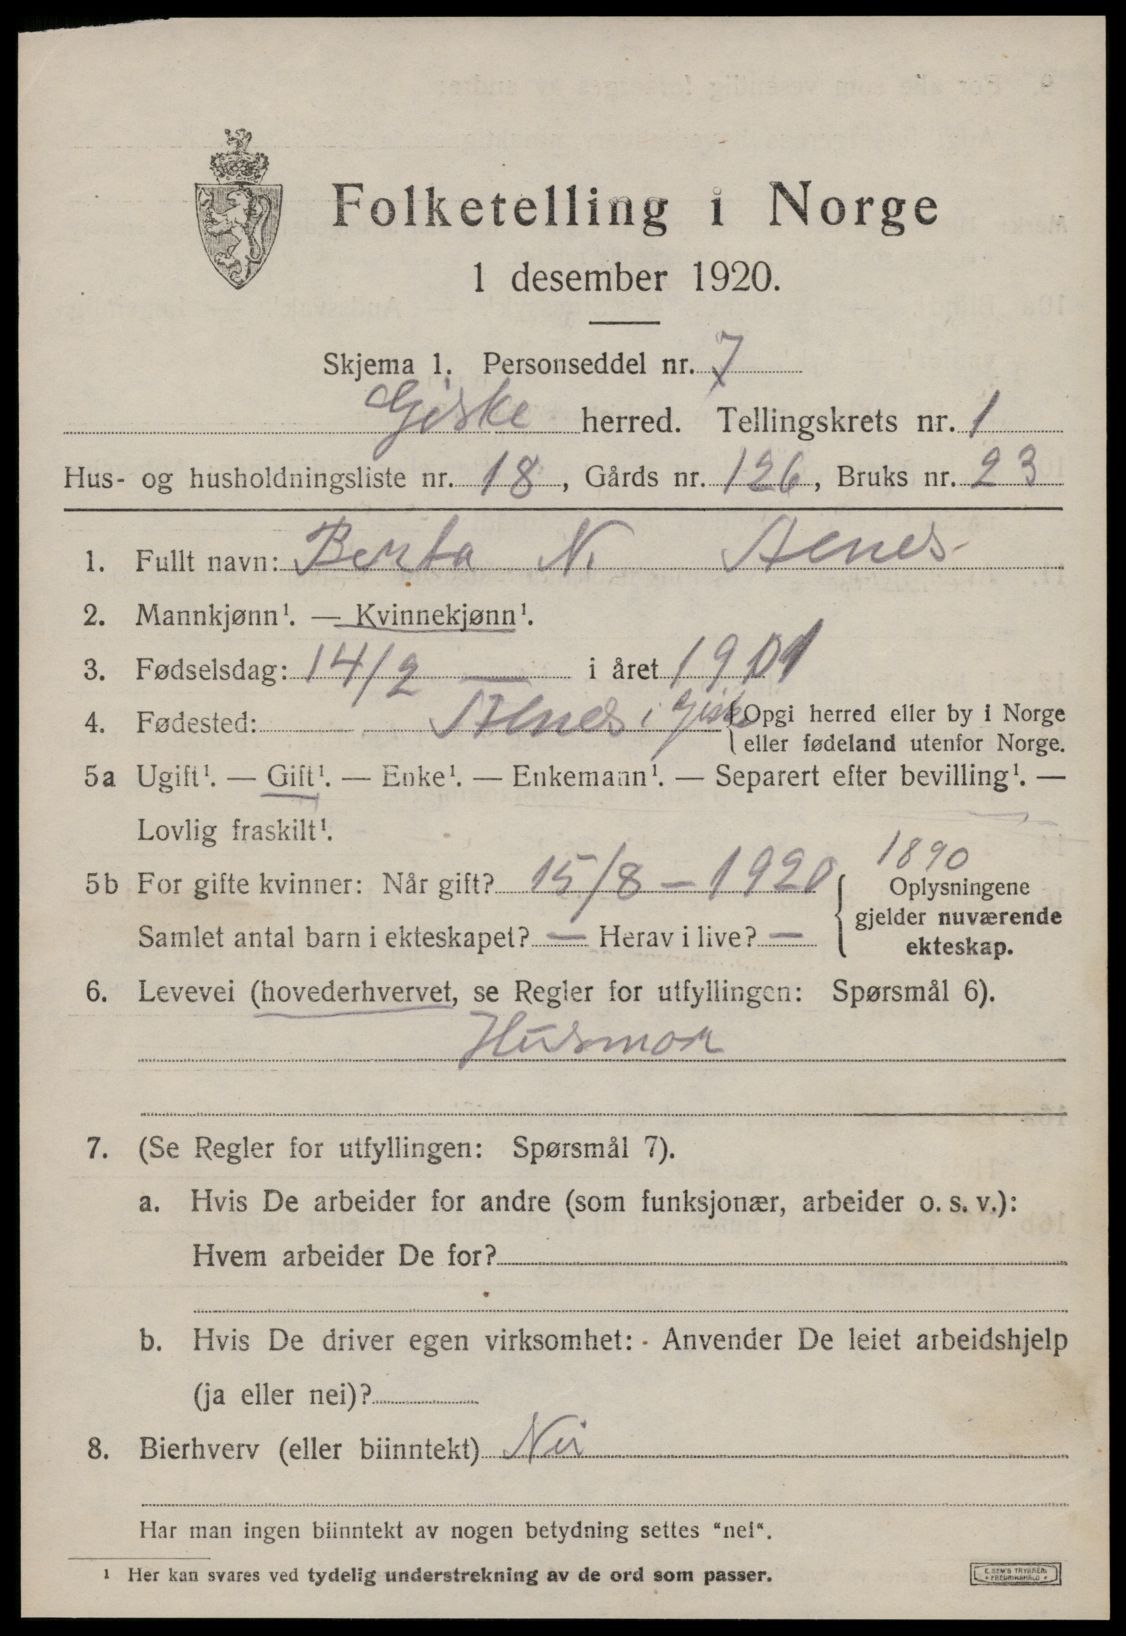 Folketelling i Norge
1 desember 1920.
Skjema 1. Personseddel nr. 7
Giske herred. Tellingskrets nr. 1
Hus- og husholdningsliste nr. 18, Gårds nr. 126, Bruks nr. 23
1. Fullt navn: Berta N. Alnes
2. Mannkjønn¹. — Kvinnekjønn¹.
3. Fødselsdag: 14/2 — i året 1901
4. Fødested: Alnes i Giske {Opgi herred eller by i Norge
eller fødeland utenfor Norge.
5a Ugift¹. — Gift¹. — Enke¹. — Enkemann¹. — Separert efter bevilling¹. —
Lovlig fraskilt¹.
1890
5b For gifte kvinner: Når gift? 15/8 – 1920 { Oplysningene
gjelder nuværende
Samlet antal barn i ekteskapet? — Herav i live? —
ekteskap.
6. Levevei (hovederhvervet, se Regler for utfyllingen: Spørsmål 6).
Husmor
7. (Se Regler for utfyllingen: Spørsmål 7).
a. Hvis De arbeider for andre (som funksjonær, arbeider o. s. v.):
Hvem arbeider De for?
b. Hvis De driver egen virksomhet: - Anvender De leiet arbeidshjelp
(ja eller nei)?
8. Bierhverv (eller biinntekt) Nei
Har man ingen biinntekt av nogen betydning settes "nei".
¹ Her kan svares ved tydelig understrekning av de ord som passer.
E. SEM'S TRYKKERI
FREDRIKSHALD